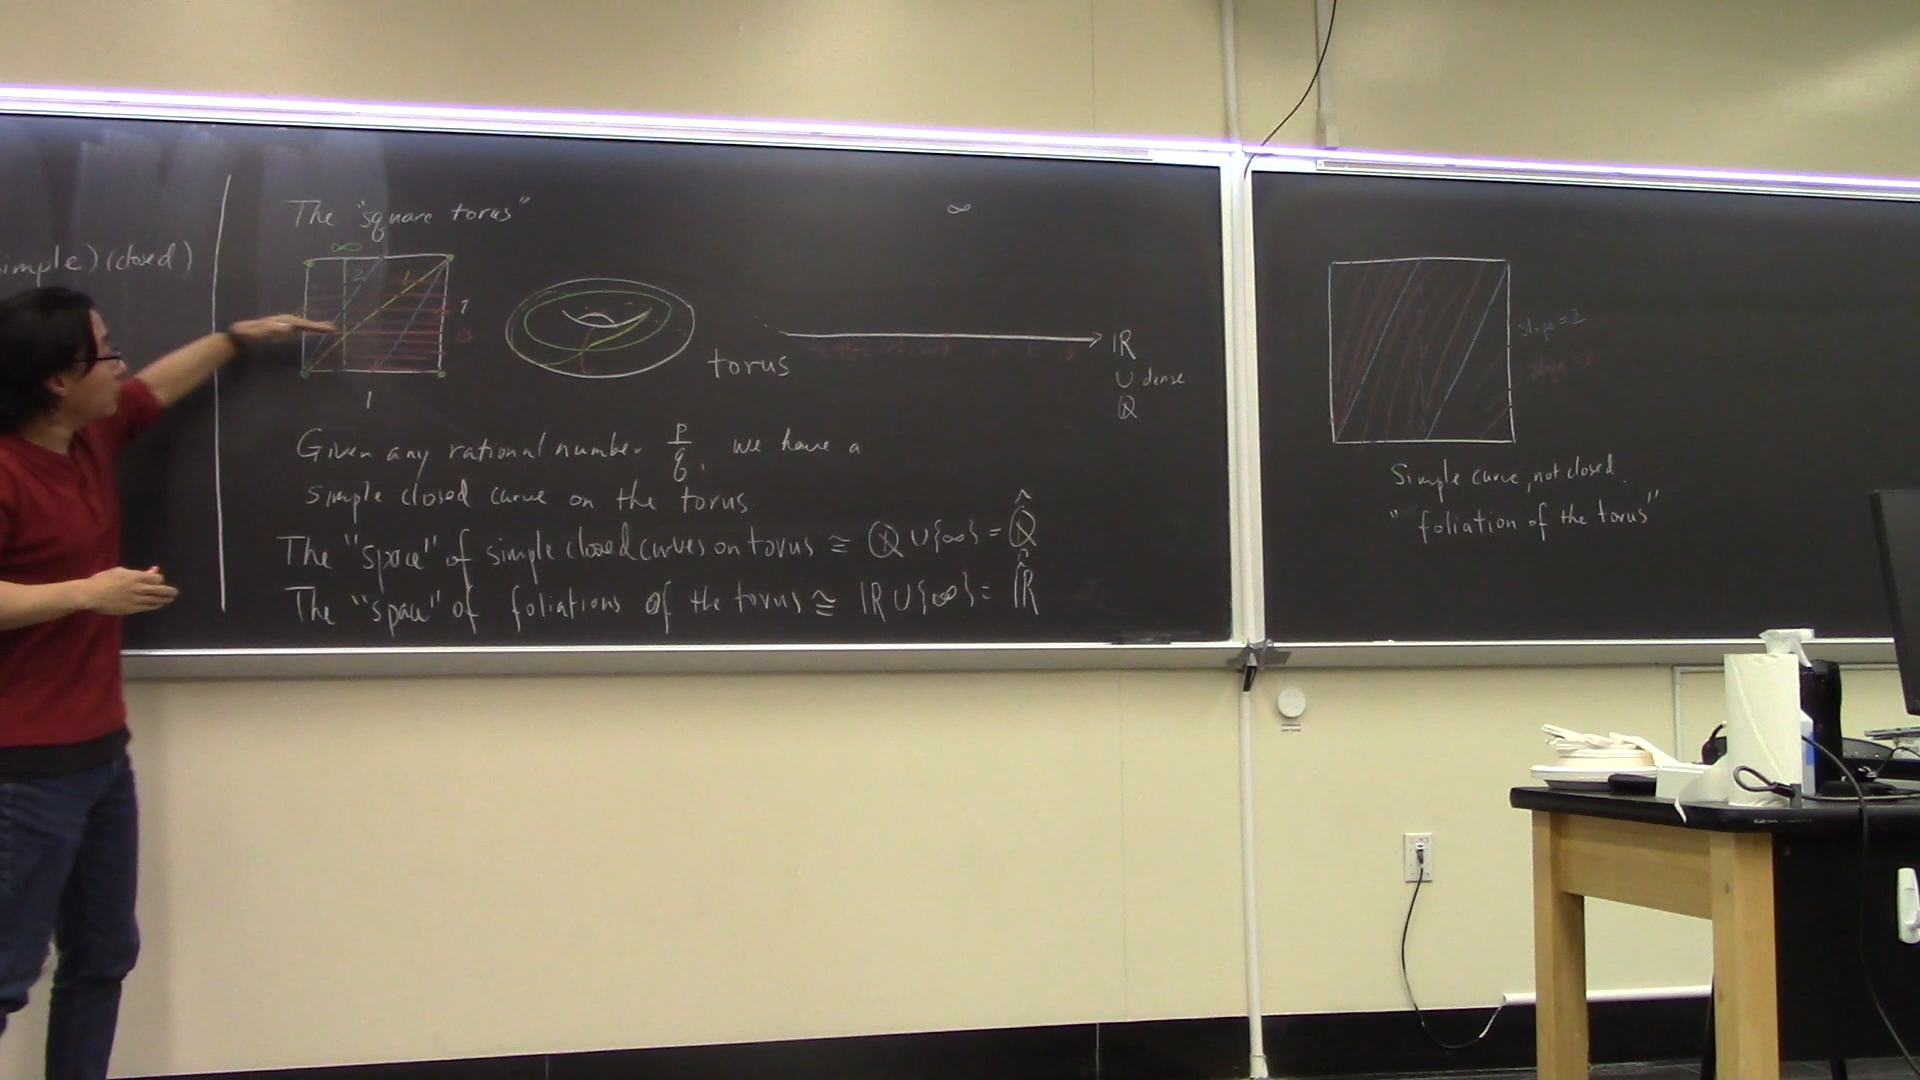 imple) (closed)
The "square torus"
∞
2
1
1
0
1
torus
∞
ℝ
∪ dense
ℚ
Given any rational number p/q, we have a
simple closed curve on the torus.
The "space" of simple closed curves on torus ≅ ℚ ∪ {∞} = ℚ̂
The "space" of foliations of the torus ≅ ℝ ∪ {∞} = ℝ̂
slope = 2
slope =
Simple curve, not closed.
"foliation of the torus"